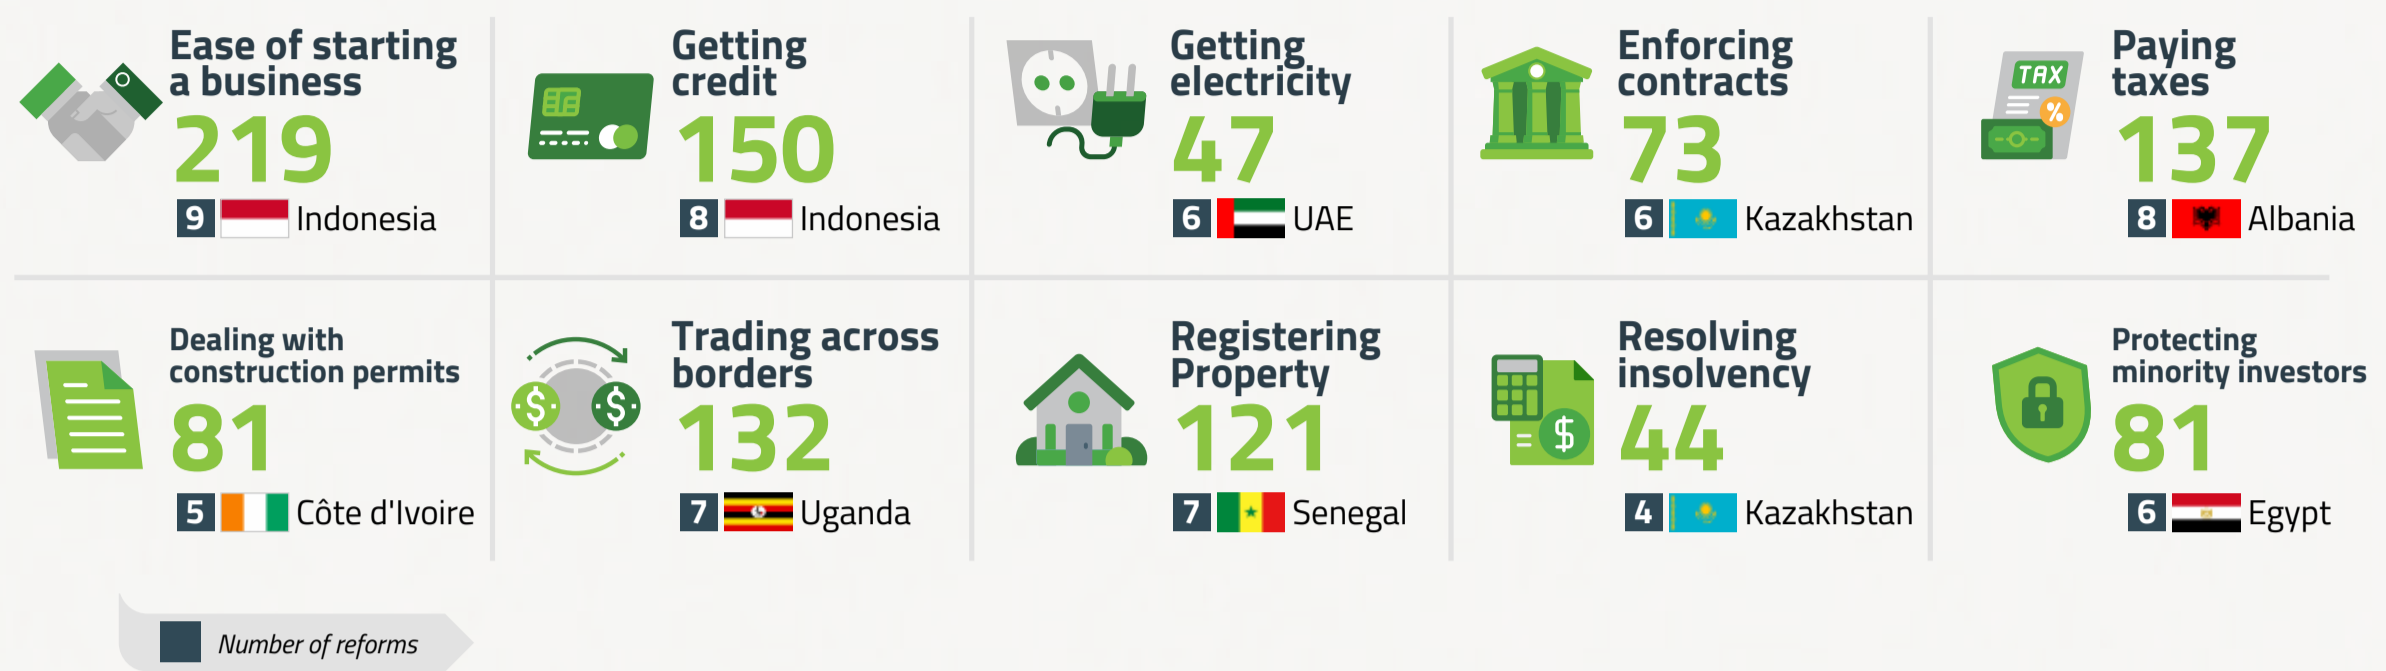 Ease of starting
a business
219
9 Indonesia
Getting
credit
150
8 Indonesia
Getting
electricity
47
6 UAE
Enforcing
contracts
73
6 Kazakhstan
TAX
%
Paying
taxes
137
8 Albania
Dealing with
construction permits
81
5 Côte d'Ivoire
$ $
Trading across
borders
132
7 Uganda
Registering
Property
121
7 Senegal
= $
Resolving
insolvency
44
4 Kazakhstan
Protecting
minority investors
81
6 Egypt
Number of reforms